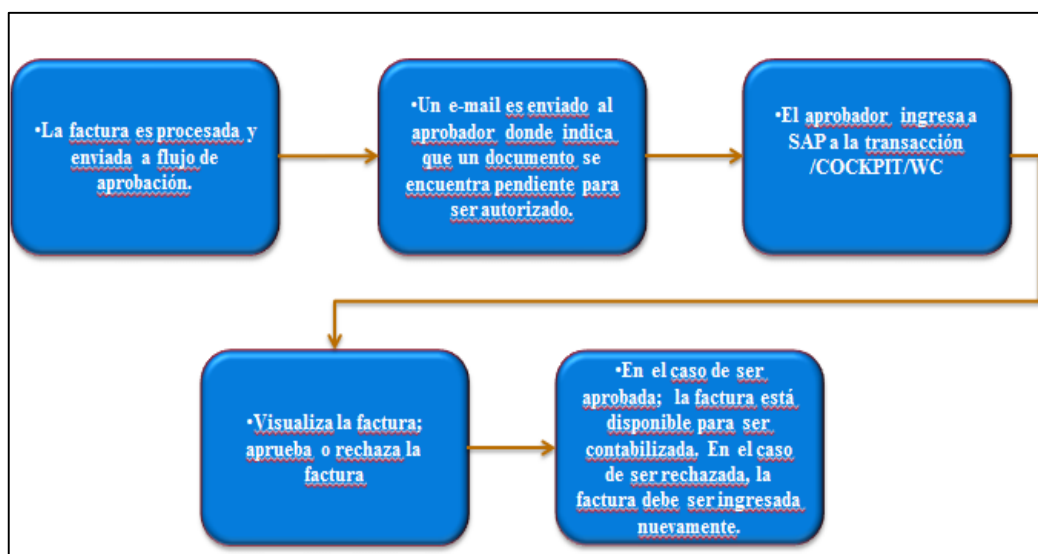 •La factura es procesada y
enviada a flujo de
aprobación.
•Un e-mail es enviado al
aprobador donde indica
que un documento se
encuentra pendiente para
ser autorizado.
•El aprobador ingresa a
SAP a la transacción
/COCKPIT/WC
•Visualiza la factura;
aprueba o rechaza la
factura
•En el caso de ser
aprobada; la factura está
disponible para ser
contabilizada. En el caso
de ser rechazada, la
factura debe ser ingresada
nuevamente.